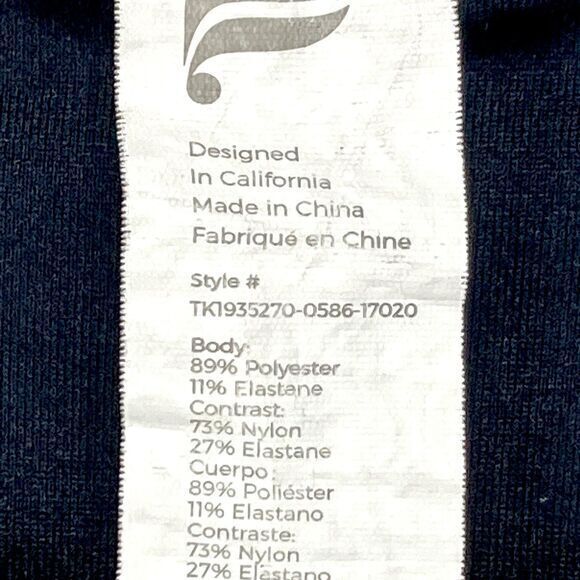 Designed
In California
Made in China
Fabriqué en Chine
Style #
TK1935270-0586-17020
Body:
89% Polyester
11% Elastane
Contrast:
73% Nylon
27% Elastane
Cuerpo:
89% Poliéster
11% Elastano
Contraste:
73% Nylon
27% Elastano